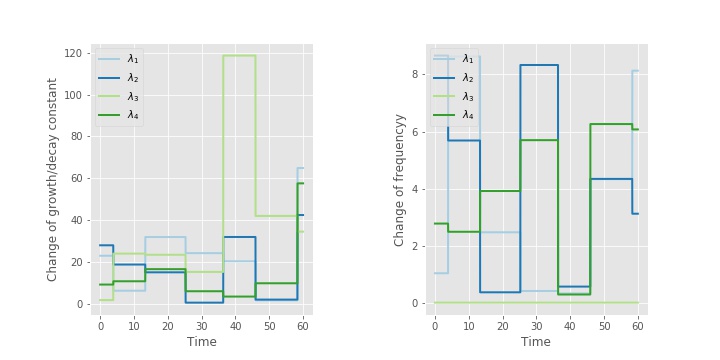 120
100
80
60
40
20
0
Change of growth/decay constant
λ1
λ2
λ3
λ4
0 10 20 30 40 50 60
Time
8
6
4
2
0
Change of frequencyy
λ1
λ2
λ3
λ4
0 10 20 30 40 50 60
Time